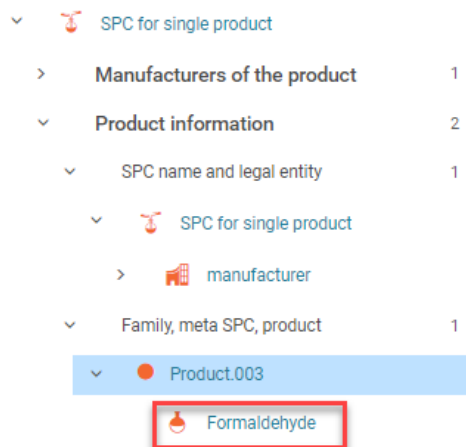 SPC for single product
Manufacturers of the product 1
Product information 2
SPC name and legal entity 1
SPC for single product
manufacturer
Family, meta SPC, product 1
Product.003
Formaldehyde